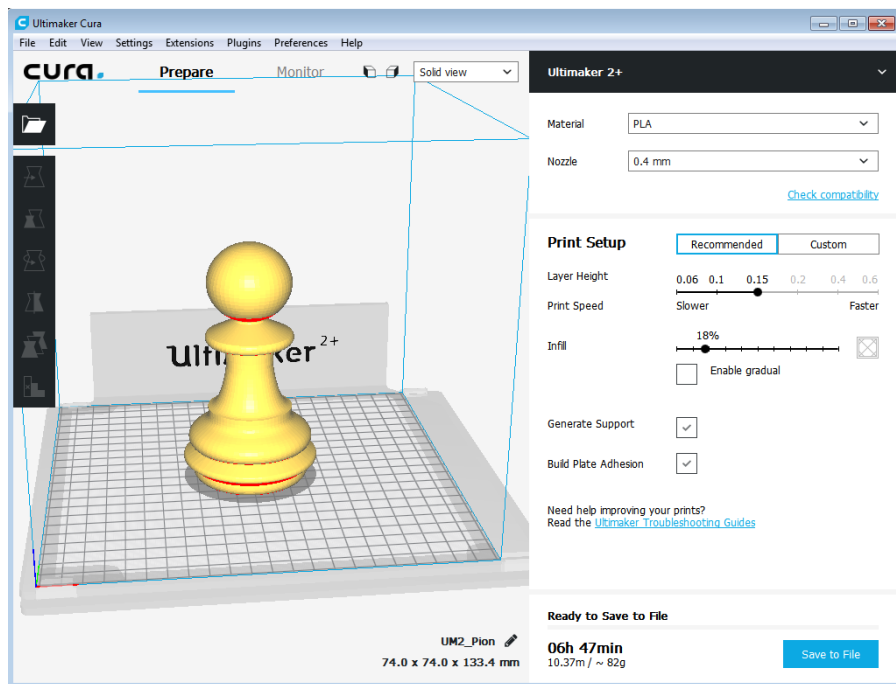 Ultimaker Cura
File Edit View Settings Extensions Plugins Preferences Help
cura. Prepare Monitor Solid view
Ultimaker 2+
Material PLA
Nozzle 0.4 mm
Check compatibility
Print Setup Recommended Custom
Layer Height 0.06 0.1 0.15 0.2 0.4 0.6
Print Speed Slower Faster
18%
Infill
Enable gradual
Generate Support
Build Plate Adhesion
Need help improving your prints?
Read the Ultimaker Troubleshooting Guides
Ready to Save to File
06h 47min
10.37m / ~ 82g
Save to File
UM2_Pion
74.0 x 74.0 x 133.4 mm